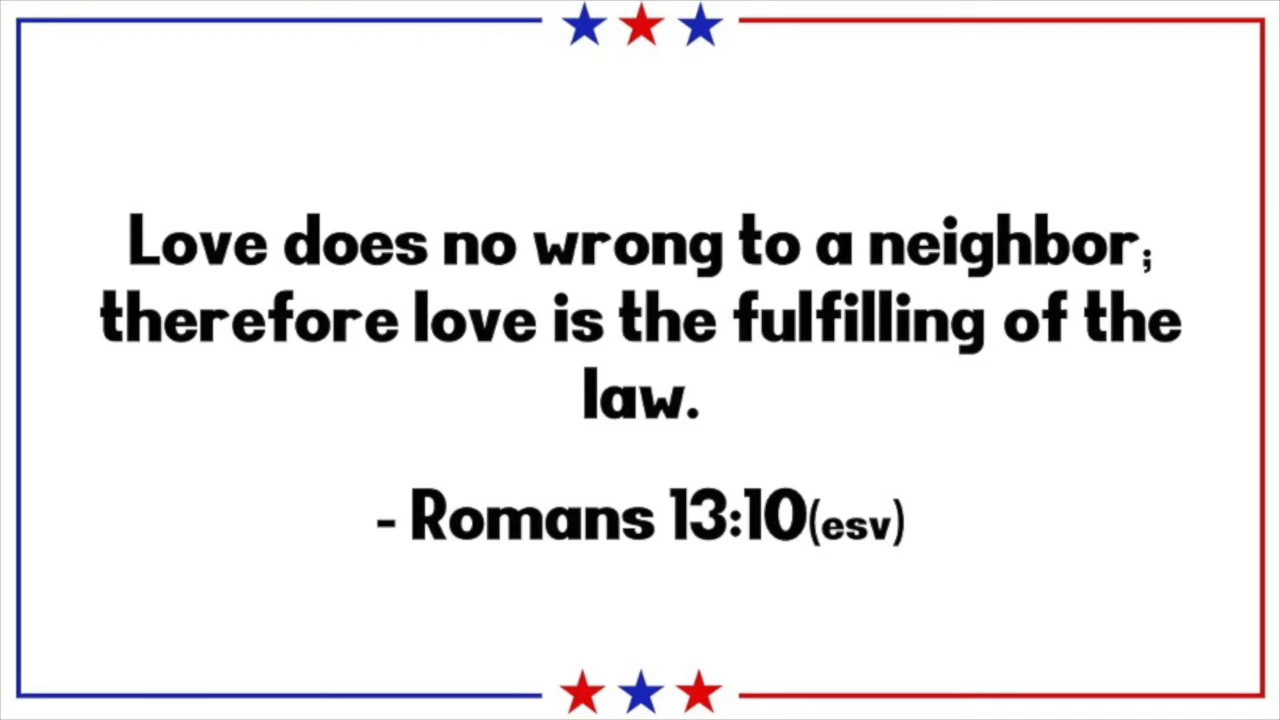 Love does no wrong to a neighbor;
therefore love is the fulfilling of the
law.
- Romans 13:10(esv)